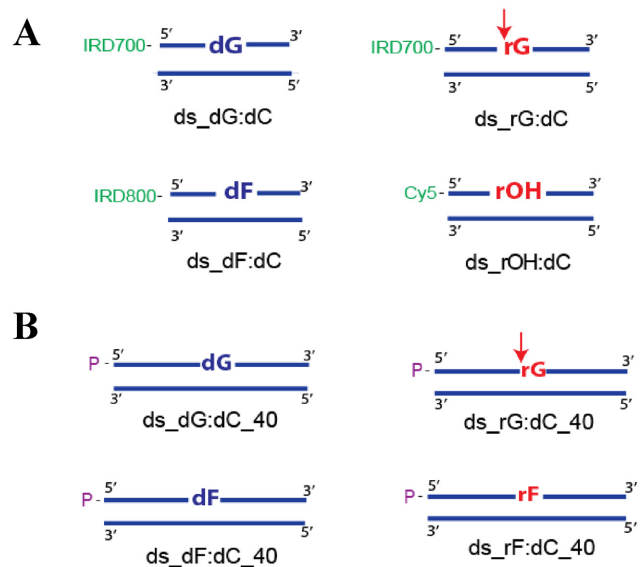 A
IRD700- 5′ dG 3′
3′ 5′
ds_dG:dC
IRD700- 5′ rG 3′
3′ 5′
ds_rG:dC
IRD800- 5′ dF 3′
3′ 5′
ds_dF:dC
Cy5- 5′ rOH 3′
3′ 5′
ds_rOH:dC
B
P - 5′ dG 3′
3′ 5′
ds_dG:dC_40
P - 5′ rG 3′
3′ 5′
ds_rG:dC_40
P - 5′ dF 3′
3′ 5′
ds_dF:dC_40
P - 5′ rF 3′
3′ 5′
ds_rF:dC_40